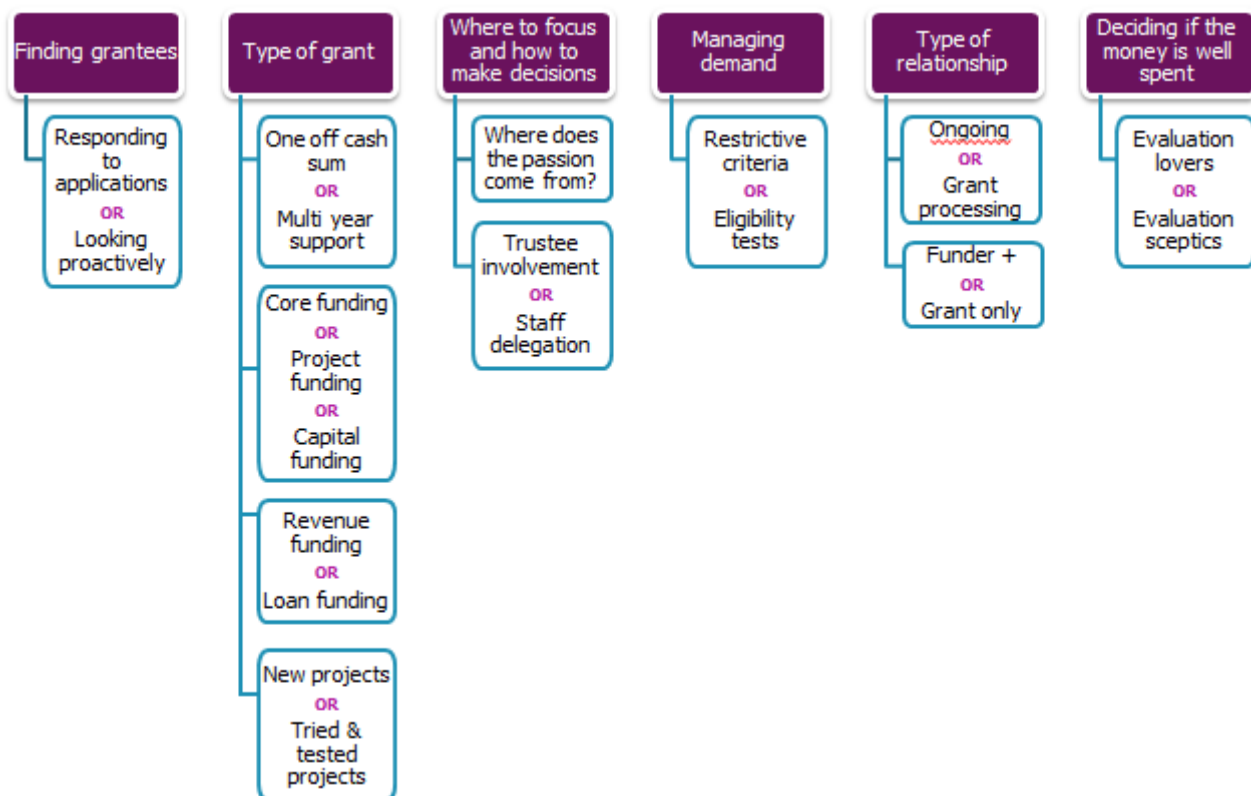 Finding grantees
Responding
to
applications
OR
Looking
proactively
Type of grant
One off cash
sum
OR
Multi year
support
Core funding
OR
Project
funding
OR
Capital
funding
Revenue
funding
OR
Loan funding
New projects
OR
Tried &
tested
projects
Where to focus
and how to
make decisions
Where does
the passion
come from?
Trustee
involvement
OR
Staff
delegation
Managing
demand
Restrictive
criteria
OR
Eligibility
tests
Type of
relationship
Ongoing
OR
Grant
processing
Funder +
OR
Grant only
Deciding if the
money is well
spent
Evaluation
lovers
OR
Evaluation
sceptics